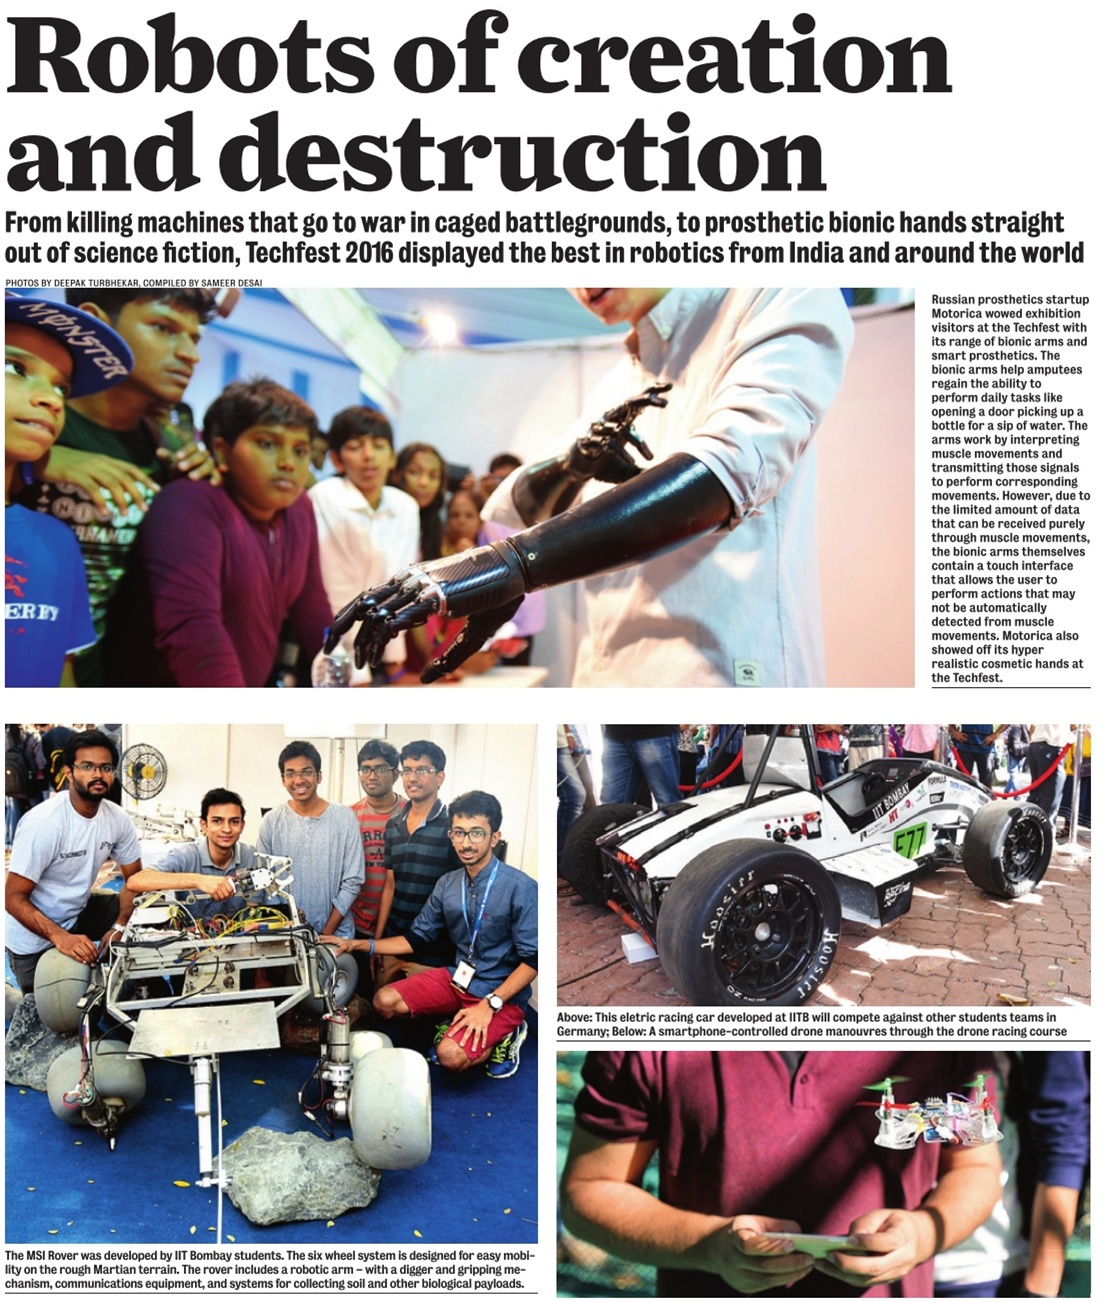 Robots of creation
and destruction
From killing machines that go to war in caged battlegrounds, to prosthetic bionic hands straight
out of science fiction, Techfest 2016 displayed the best in robotics from India and around the world
PHOTOS BY DEEPAK TURBHEKAR, COMPILED BY SAMEER DESAI
MONSTER
ERRY
Russian prosthetics startup
Motorica wowed exhibition
visitors at the Techfest with
its range of bionic arms and
smart prosthetics. The
bionic arms help amputees
regain the ability to
perform daily tasks like
opening a door picking up a
bottle for a sip of water. The
arms work by interpreting
muscle movements and
transmitting those signals
to perform corresponding
movements. However, due to
the limited amount of data
that can be received purely
through muscle movements,
the bionic arms themselves
contain a touch interface
that allows the user to
perform actions that may
not be automatically
detected from muscle
movements. Motorica also
showed off its hyper
realistic cosmetic hands at
the Techfest.
The MSI Rover was developed by IIT Bombay students. The six wheel system is designed for easy mobi-
lity on the rough Martian terrain. The rover includes a robotic arm – with a digger and gripping me-
chanism, communications equipment, and systems for collecting soil and other biological payloads.
IIT BOMBAY
FORMULA
E77
RACING
Hoosier
Hoosier
Above: This eletric racing car developed at IITB will compete against other students teams in
Germany; Below: A smartphone-controlled drone manouvres through the drone racing course